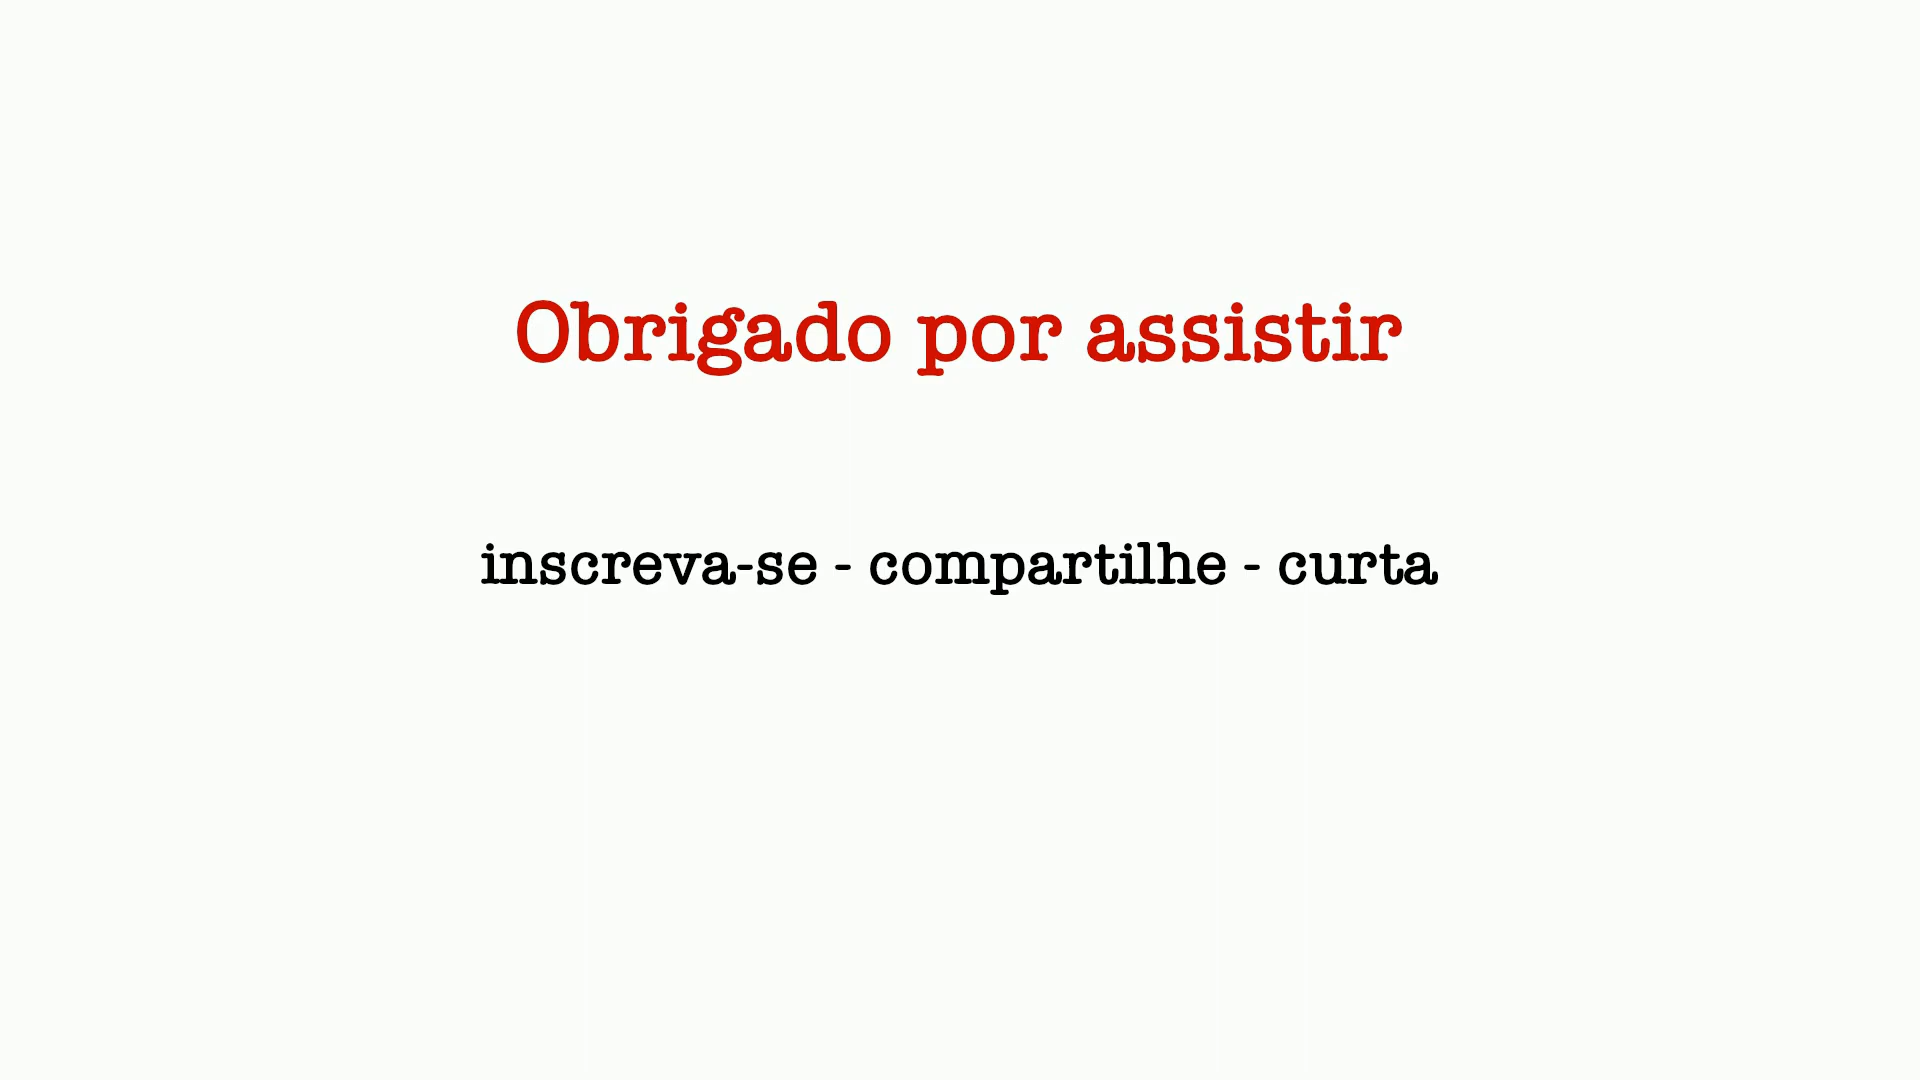 Obrigado por assistir
inscreva-se - compartilhe - curta